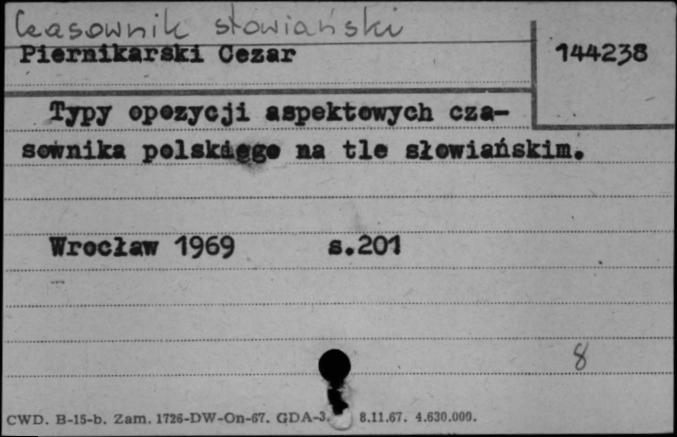 Czasownik słowiański
Piernikarski Cezar
144238
Typy opozycji aspektowych cza-
sownika polskiego na tle słowiańskim.
Wrocław 1969 s.201
8
CWD. B-15-b. Zam. 1726-DW-On-67. GDA-3. 8.11.67. 4.630.000.